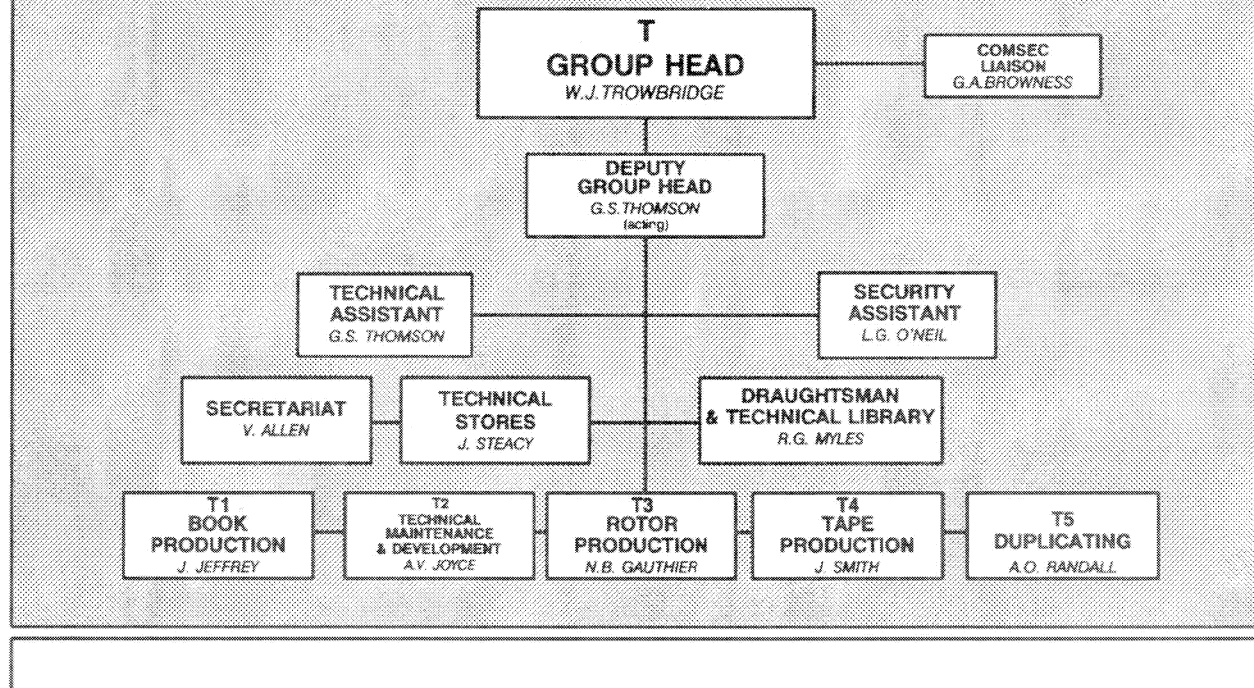 T
GROUP HEAD
W.J. TROWBRIDGE
COMSEC
LIAISON
G.A.BROWNESS
DEPUTY
GROUP HEAD
G.S.THOMSON
(acting)
TECHNICAL
ASSISTANT
G.S. THOMSON
SECURITY
ASSISTANT
L.G. O'NEIL
SECRETARIAT
V. ALLEN
TECHNICAL
STORES
J. STEACY
DRAUGHTSMAN
& TECHNICAL LIBRARY
R.G. MYLES
T1
BOOK
PRODUCTION
J. JEFFREY
T2
TECHNICAL
MAINTENANCE
& DEVELOPMENT
A.V. JOYCE
T3
ROTOR
PRODUCTION
N.B. GAUTHIER
T4
TAPE
PRODUCTION
J. SMITH
T5
DUPLICATING
A.O. RANDALL